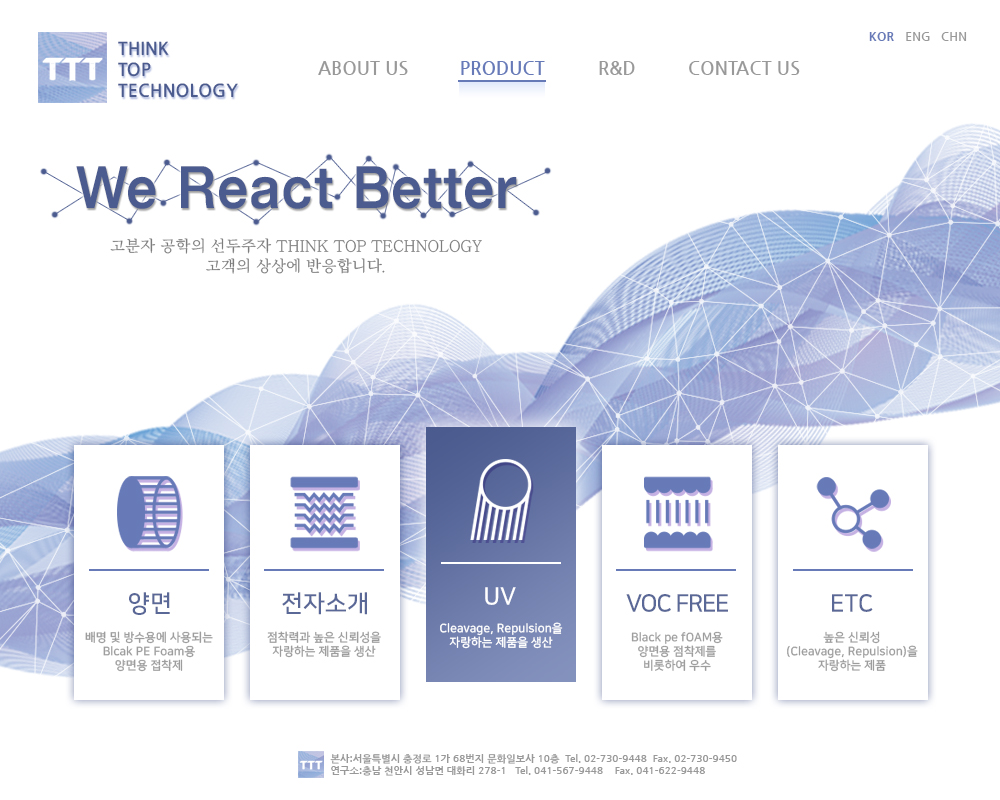 KOR ENG CHN
TTT
THINK
TOP
TECHNOLOGY
ABOUT US PRODUCT R&D CONTACT US
We React Better
고분자 공학의 선두주자 THINK TOP TECHNOLOGY
고객의 상상에 반응합니다.
양면
배명 및 방수용에 사용되는
Blcak PE Foam용
양면용 접착제
전자소개
점착력과 높은 신뢰성을
자랑하는 제품을 생산
UV
Cleavage, Repulsion을
자랑하는 제품을 생산
VOC FREE
Black pe fOAM용
양면용 점착제를
비롯하여 우수
ETC
높은 신뢰성
(Cleavage, Repulsion)을
자랑하는 제품
TTT
본사:서울특별시 충정로 1가 68번지 문화일보사 10층 Tel. 02-730-9448 Fax. 02-730-9450
연구소:충남 천안시 성남면 대화리 278-1 Tel. 041-567-9448 Fax. 041-622-9448